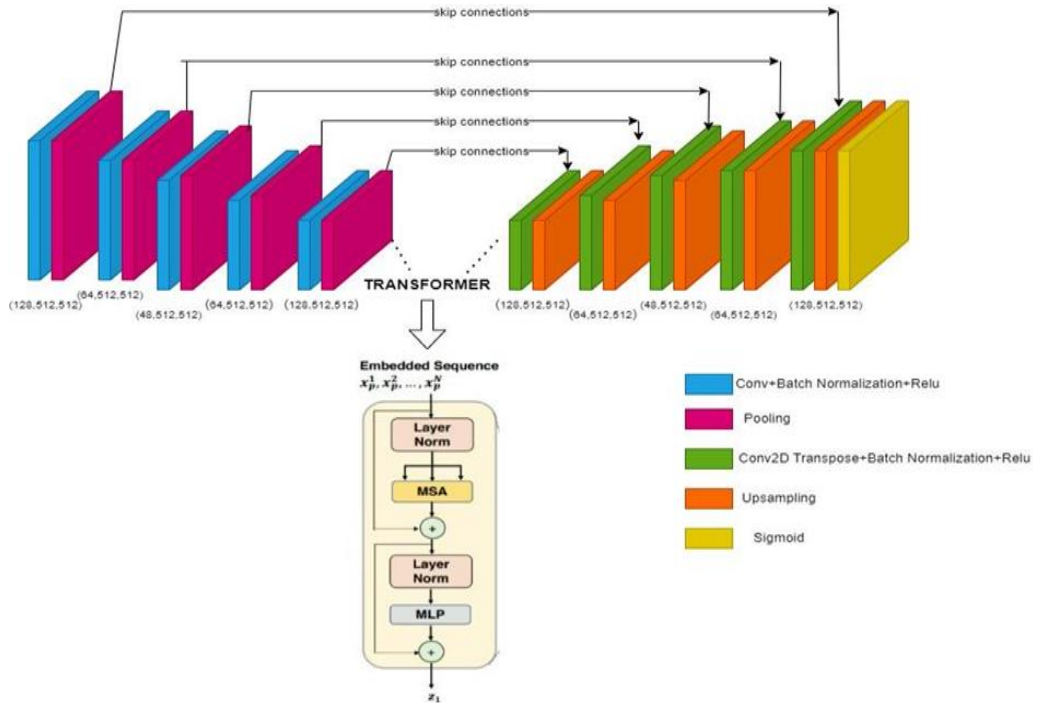 skip connections
skip connections
skip connections
skip connections
skip connections
TRANSFORMER
(128,512,512)
(64,512,512)
(48,512,512)
(64,512,512)
(128,512,512)
(128,512,512)
(64,512,512)
(48,512,512)
(64,512,512)
(128,512,512)
Embedded Sequence
x_p^1, x_p^2, ..., x_p^N
Layer
Norm
MSA
+
Layer
Norm
MLP
+
z_1
Conv+Batch Normalization+Relu
Pooling
Conv2D Transpose+Batch Normalization+Relu
Upsampling
Sigmoid